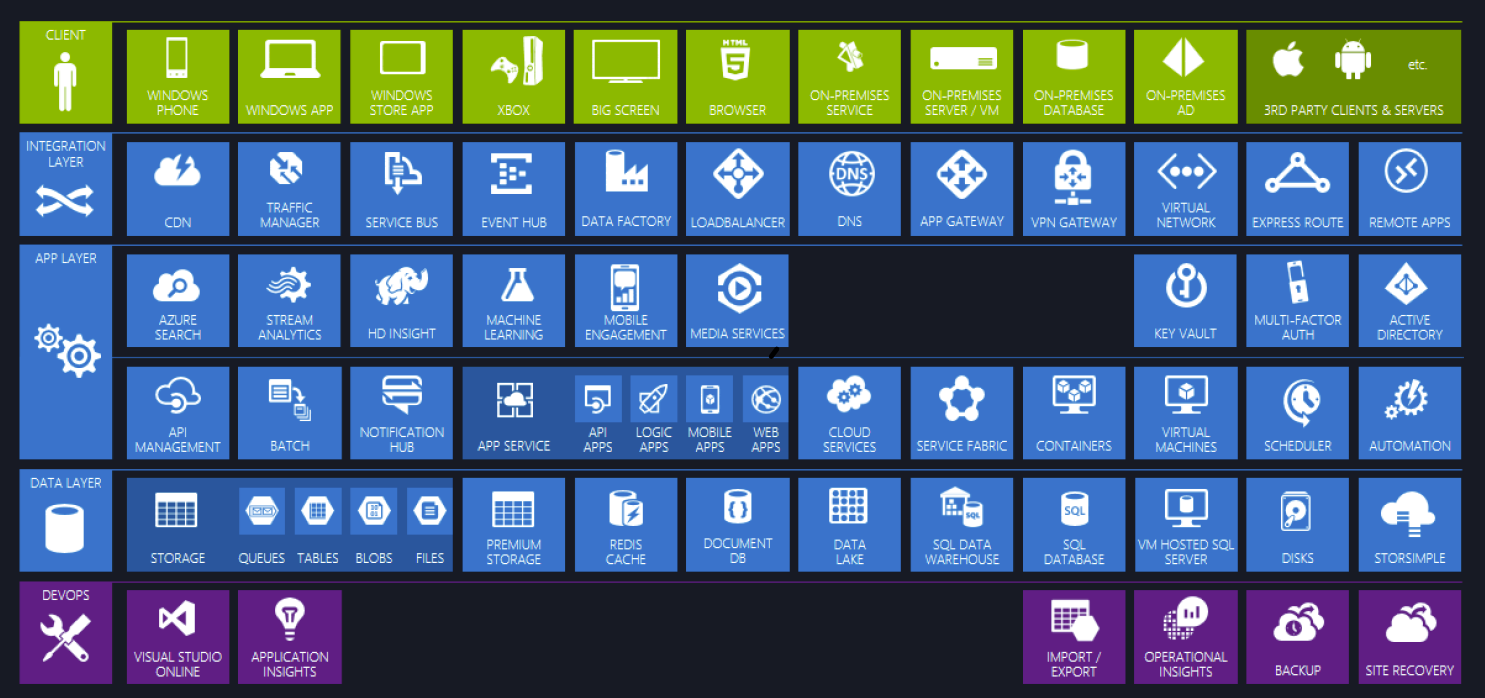 CLIENT
WINDOWS
PHONE
WINDOWS APP
WINDOWS
STORE APP
XBOX
BIG SCREEN
HTML
5
BROWSER
ON-PREMISES
SERVICE
ON-PREMISES
SERVER / VM
ON-PREMISES
DATABASE
ON-PREMISES
AD
etc.
3RD PARTY CLIENTS & SERVERS
INTEGRATION
LAYER
CDN
TRAFFIC
MANAGER
SERVICE BUS
EVENT HUB
DATA FACTORY
LOADBALANCER
DNS
DNS
APP GATEWAY
VPN GATEWAY
VIRTUAL
NETWORK
EXPRESS ROUTE
REMOTE APPS
APP LAYER
AZURE
SEARCH
STREAM
ANALYTICS
HD INSIGHT
MACHINE
LEARNING
MOBILE
ENGAGEMENT
MEDIA SERVICES
KEY VAULT
MULTI-FACTOR
AUTH
ACTIVE
DIRECTORY
API
MANAGEMENT
BATCH
NOTIFICATION
HUB
APP SERVICE
API
APPS
LOGIC
APPS
MOBILE
APPS
WEB
APPS
CLOUD
SERVICES
SERVICE FABRIC
CONTAINERS
VIRTUAL
MACHINES
SCHEDULER
AUTOMATION
DATA LAYER
STORAGE
QUEUES
TABLES
10
01
BLOBS
FILES
PREMIUM
STORAGE
REDIS
CACHE
{ }
DOCUMENT
DB
DATA
LAKE
SQL
SQL DATA
WAREHOUSE
SQL
SQL
DATABASE
VM HOSTED SQL
SERVER
DISKS
STORSIMPLE
DEVOPS
VISUAL STUDIO
ONLINE
APPLICATION
INSIGHTS
IMPORT /
EXPORT
OPERATIONAL
INSIGHTS
BACKUP
SITE RECOVERY